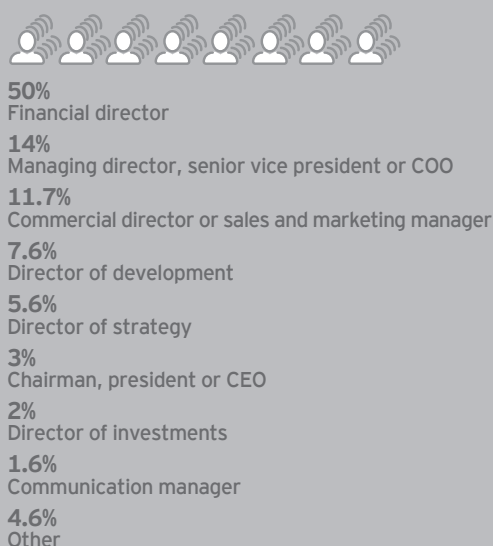 50%
Financial director
14%
Managing director, senior vice president or COO
11.7%
Commercial director or sales and marketing manager
7.6%
Director of development
5.6%
Director of strategy
3%
Chairman, president or CEO
2%
Director of investments
1.6%
Communication manager
4.6%
Other